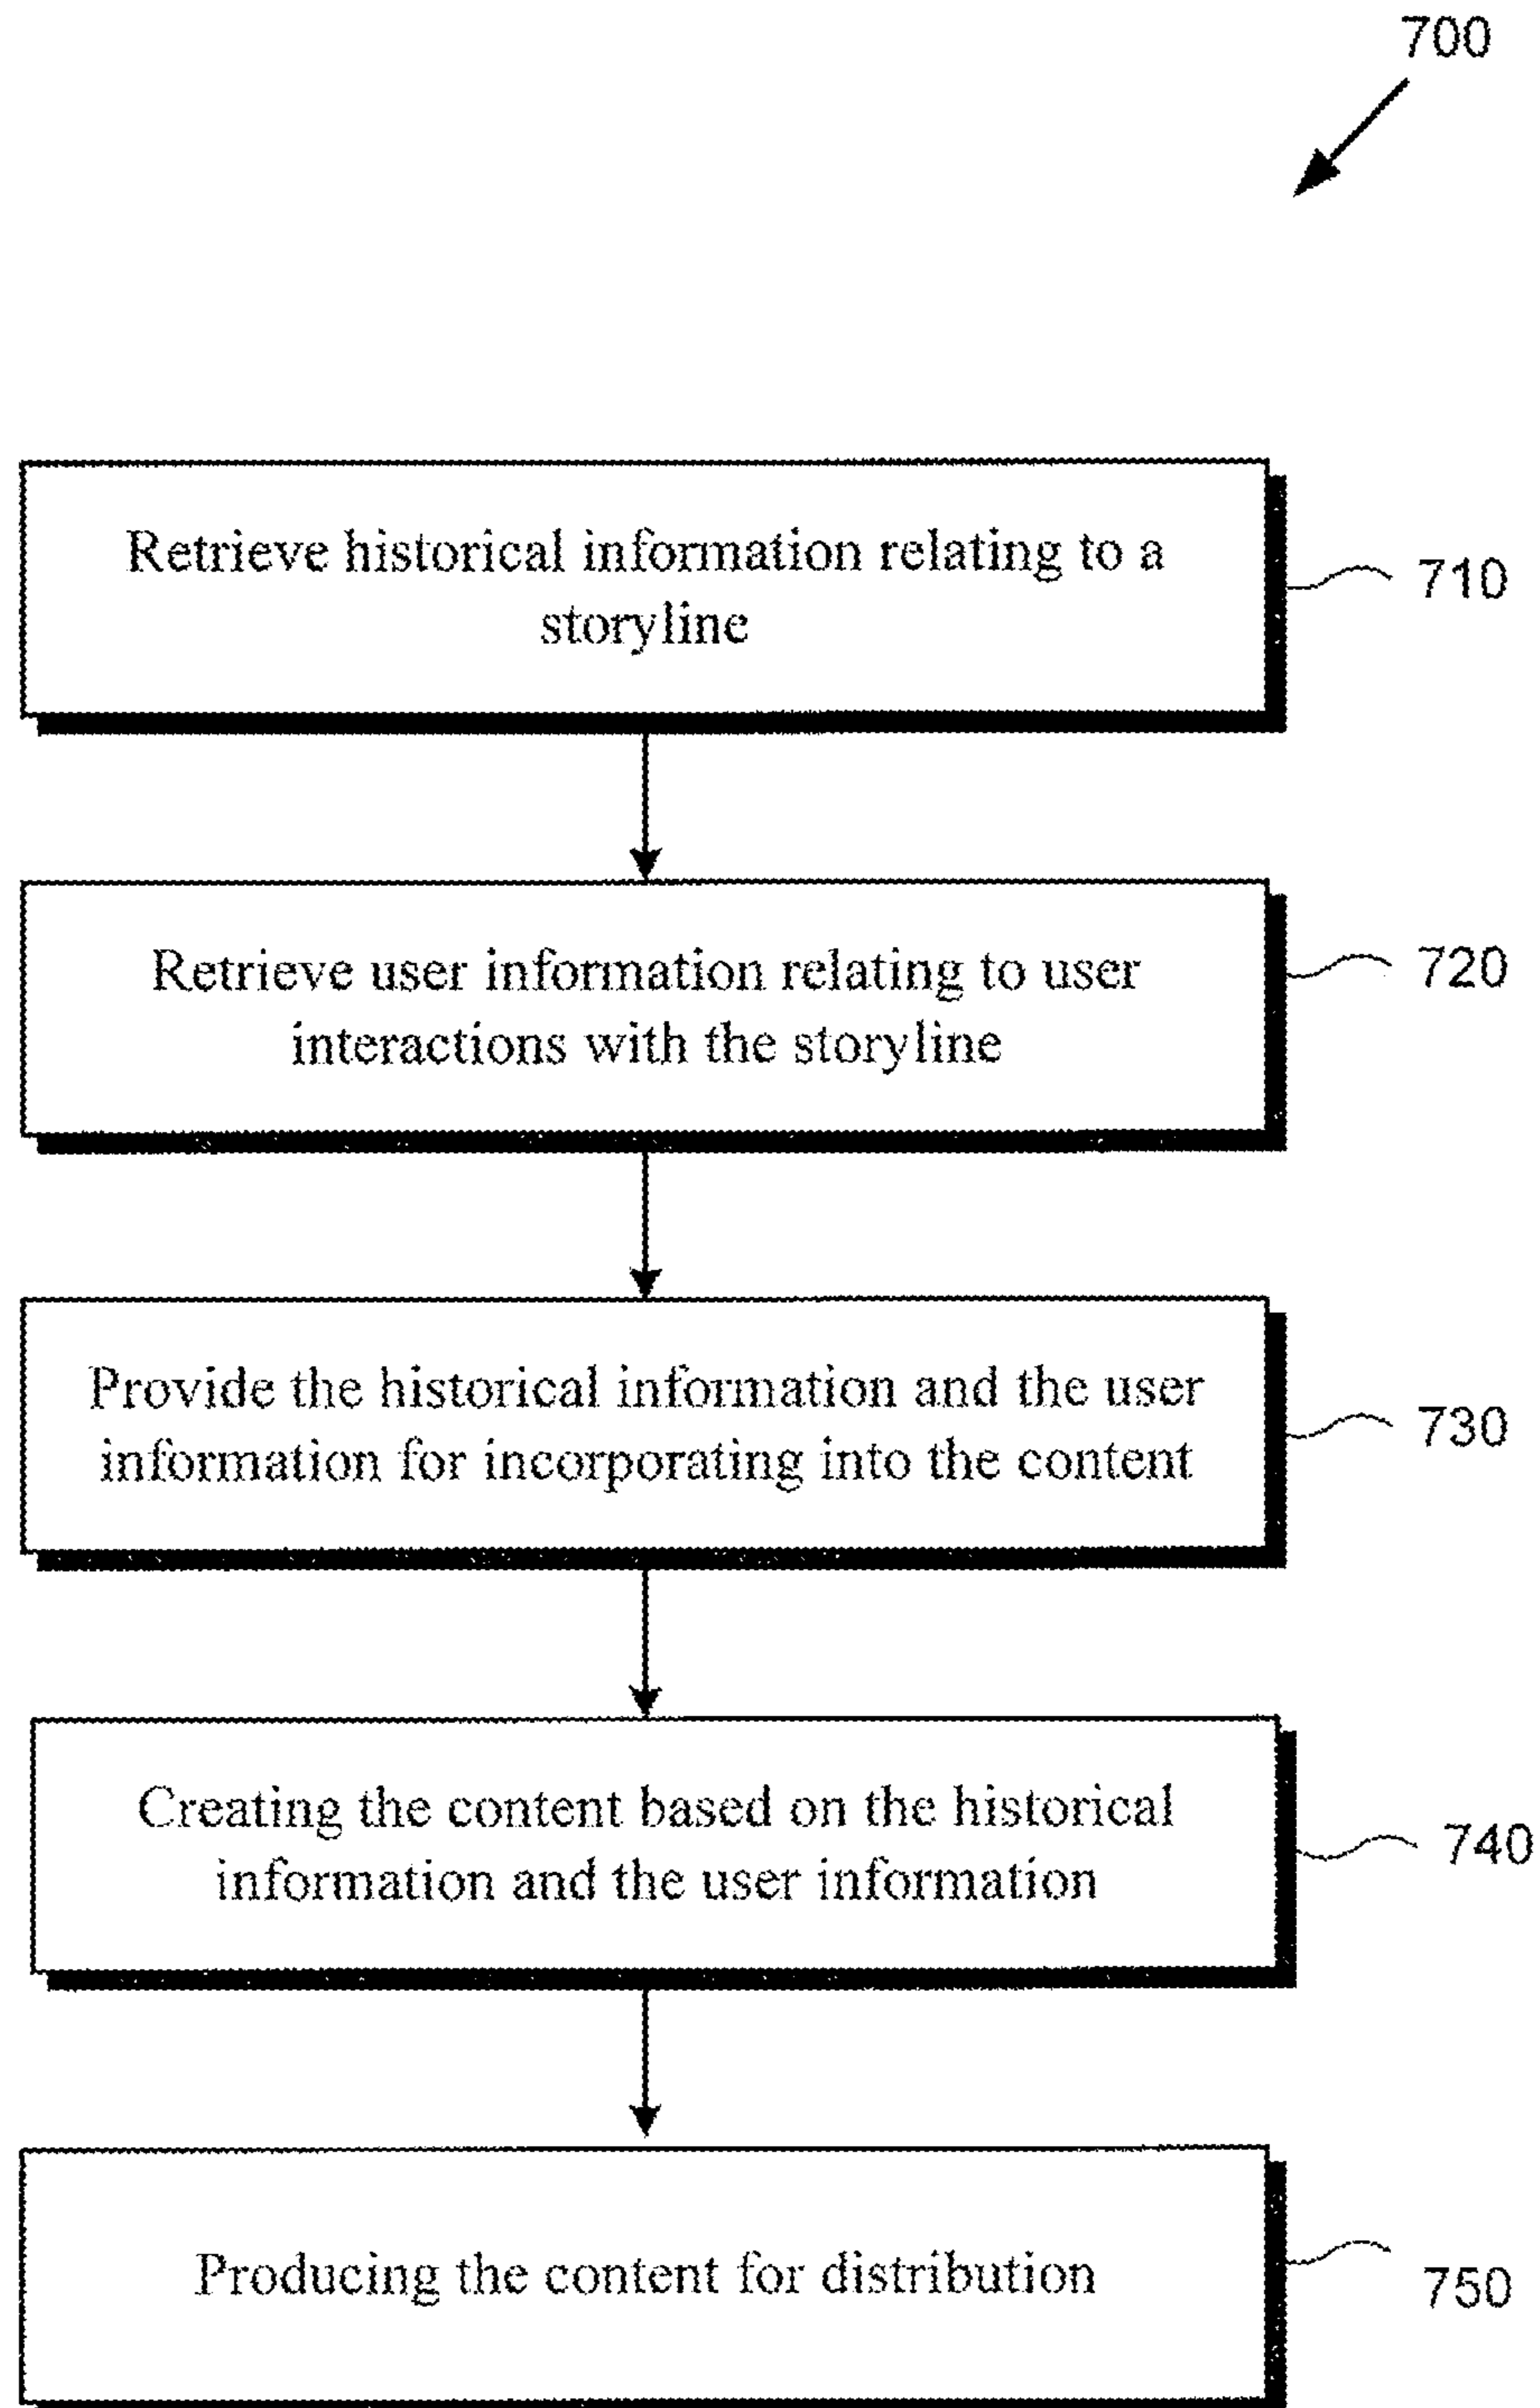 700
Retrieve historical information relating to a
storyline
710
Retrieve user information relating to user
interactions with the storyline
720
Provide the historical information and the user
information for incorporating into the content
730
Creating the content based on the historical
information and the user information
740
Producing the content for distribution
750